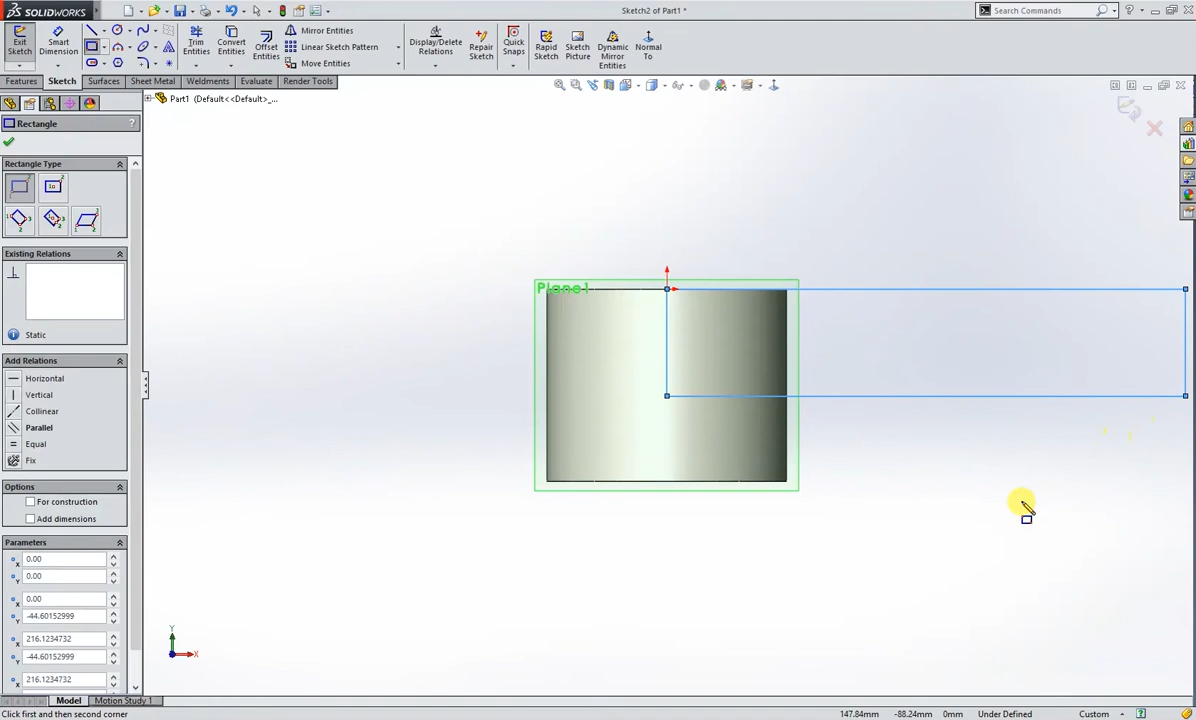 SOLIDWORKS
Sketch2 of Part1 *
Search Commands
Exit Sketch
Smart Dimension
Trim Entities
Convert Entities
Offset Entities
Mirror Entities
Linear Sketch Pattern
Move Entities
Display/Delete Relations
Repair Sketch
Quick Snaps
Rapid Sketch
Sketch Picture
Dynamic Mirror Entities
Normal To
Features
Sketch
Surfaces
Sheet Metal
Weldments
Evaluate
Render Tools
Part1 (Default<<Default>_...
Rectangle
?
Rectangle Type
Existing Relations
Static
Add Relations
Horizontal
Vertical
Collinear
Parallel
Equal
Fix
Options
For construction
Add dimensions
Parameters
0.00
0.00
0.00
-44.60152999
216.1234732
-44.60152999
216.1234732
Plane1
Y
X
Model
Motion Study 1
Click first and then second corner
147.84mm
-88.24mm
0mm
Under Defined
Custom